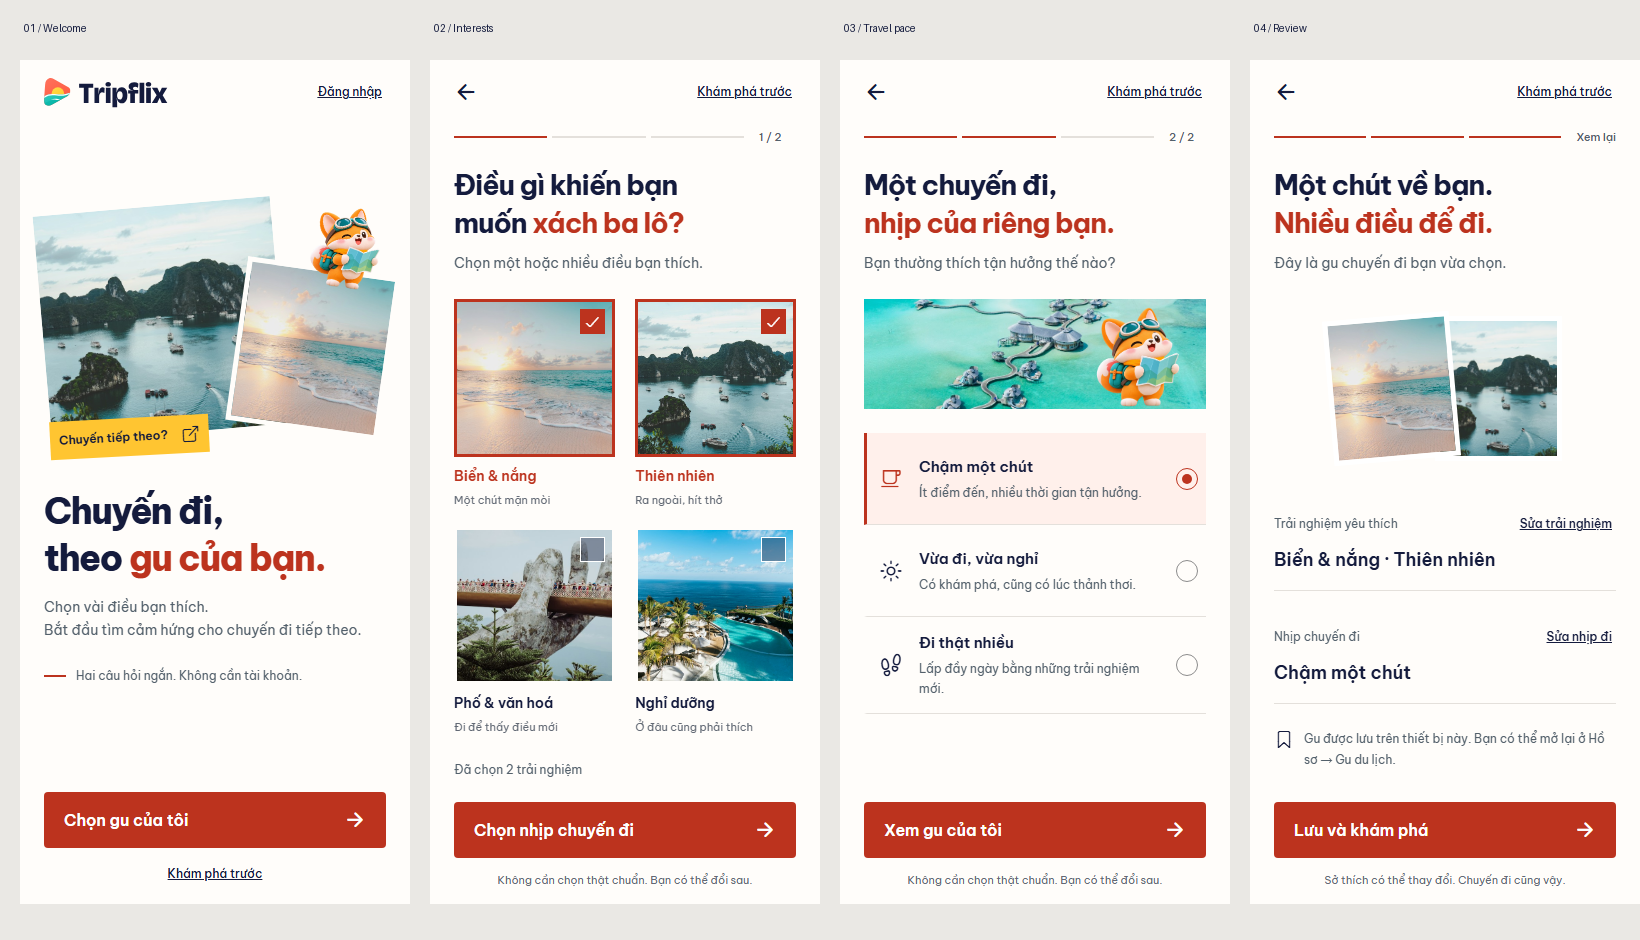 01 / Welcome
Tripflix
Đăng nhập
Chuyến tiếp theo?
Chuyến đi,
theo gu của bạn.
Chọn vài điều bạn thích.
Bắt đầu tìm cảm hứng cho chuyến đi tiếp theo.
Hai câu hỏi ngắn. Không cần tài khoản.
Chọn gu của tôi
Khám phá trước
02 / Interests
Khám phá trước
1 / 2
Điều gì khiến bạn
muốn xách ba lô?
Chọn một hoặc nhiều điều bạn thích.
Biển & nắng
Một chút mặn mòi
Thiên nhiên
Ra ngoài, hít thở
Phố & văn hoá
Đi để thấy điều mới
Nghỉ dưỡng
Ở đâu cũng phải thích
Đã chọn 2 trải nghiệm
Chọn nhịp chuyến đi
Không cần chọn thật chuẩn. Bạn có thể đổi sau.
03 / Travel pace
Khám phá trước
2 / 2
Một chuyến đi,
nhịp của riêng bạn.
Bạn thường thích tận hưởng thế nào?
Chậm một chút
Ít điểm đến, nhiều thời gian tận hưởng.
Vừa đi, vừa nghỉ
Có khám phá, cũng có lúc thảnh thơi.
Đi thật nhiều
Lấp đầy ngày bằng những trải nghiệm
mới.
Xem gu của tôi
Không cần chọn thật chuẩn. Bạn có thể đổi sau.
04 / Review
Khám phá trước
Xem lại
Một chút về bạn.
Nhiều điều để đi.
Đây là gu chuyến đi bạn vừa chọn.
Trải nghiệm yêu thích
Sửa trải nghiệm
Biển & nắng · Thiên nhiên
Nhịp chuyến đi
Sửa nhịp đi
Chậm một chút
Gu được lưu trên thiết bị này. Bạn có thể mở lại ở Hồ
sơ → Gu du lịch.
Lưu và khám phá
Sở thích có thể thay đổi. Chuyến đi cũng vậy.